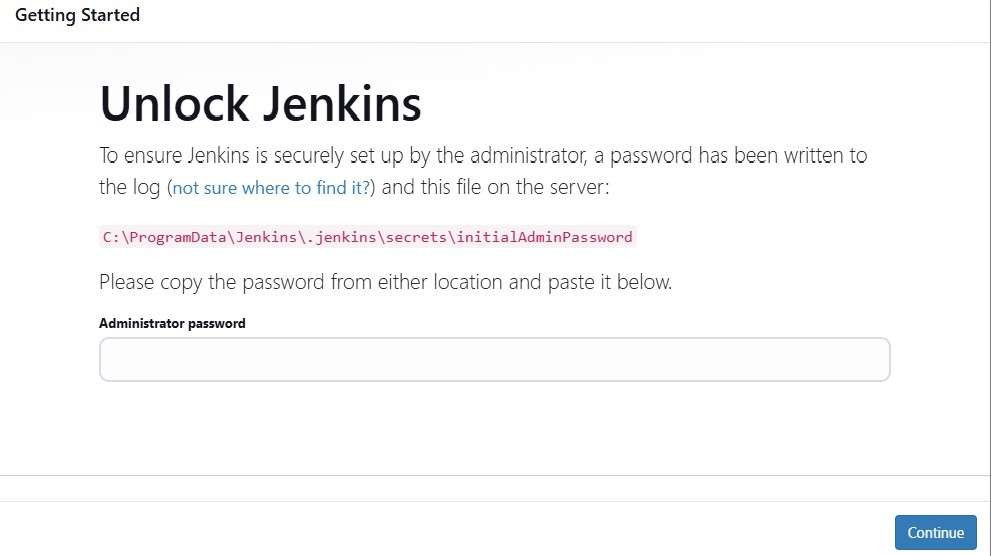 Getting Started
Unlock Jenkins
To ensure Jenkins is securely set up by the administrator, a password has been written to
the log (not sure where to find it?) and this file on the server:
C:\ProgramData\Jenkins\.jenkins\secrets\initialAdminPassword
Please copy the password from either location and paste it below.
Administrator password
Continue